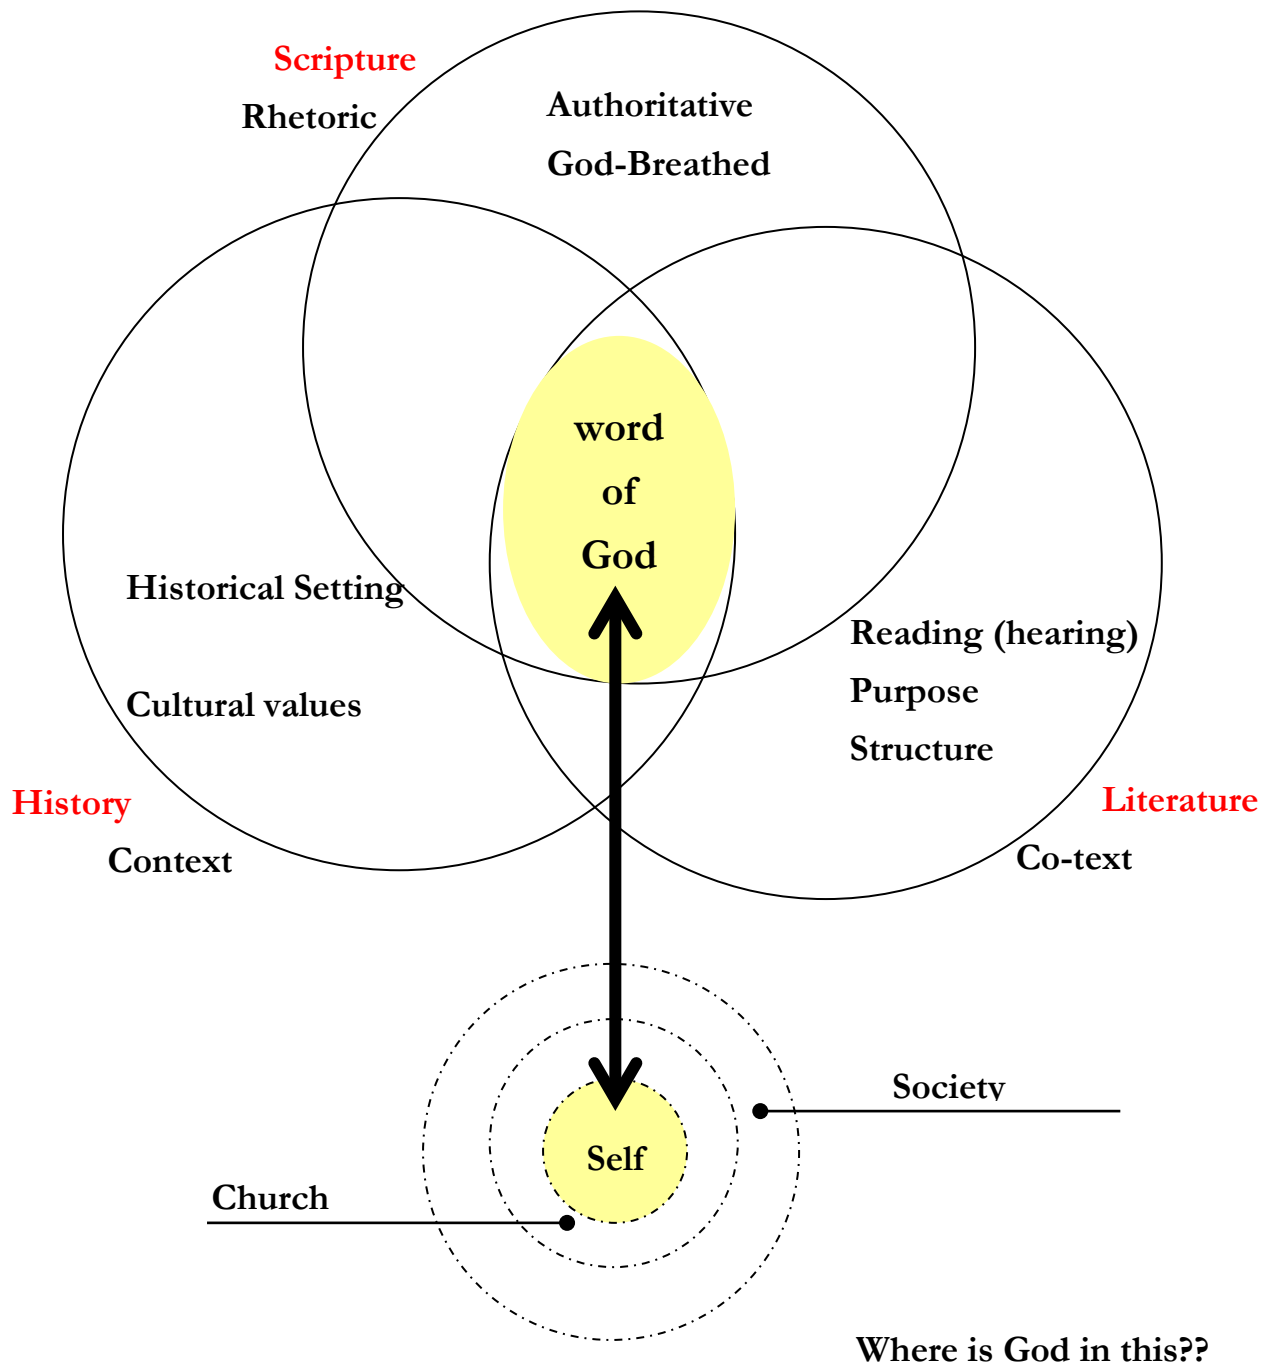 Scripture
Rhetoric
Authoritative
God-Breathed
word
of
God
Historical Setting
Cultural values
History
Context
Reading (hearing)
Purpose
Structure
Literature
Co-text
Society
Self
Church
Where is God in this??